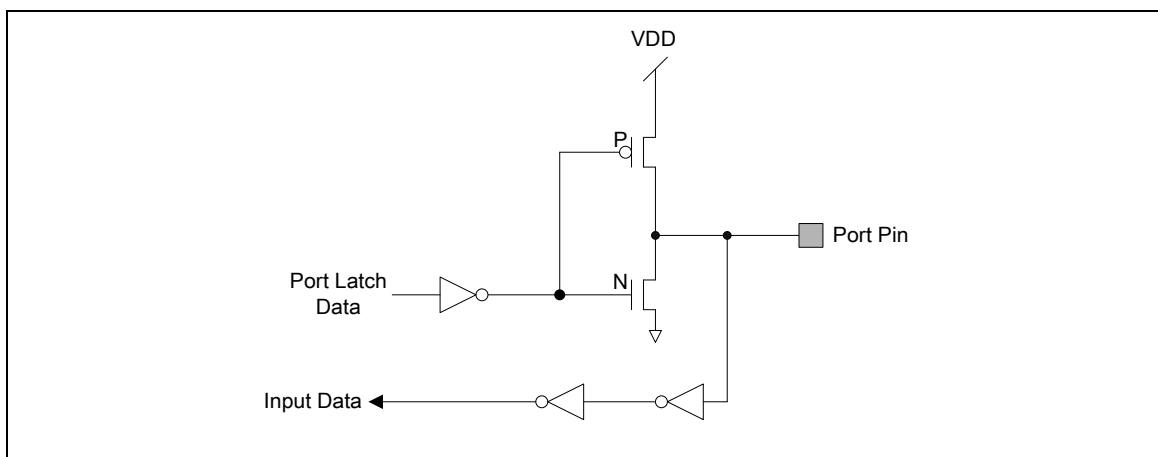 VDD
P
Port Pin
N
Port Latch
Data
Input Data